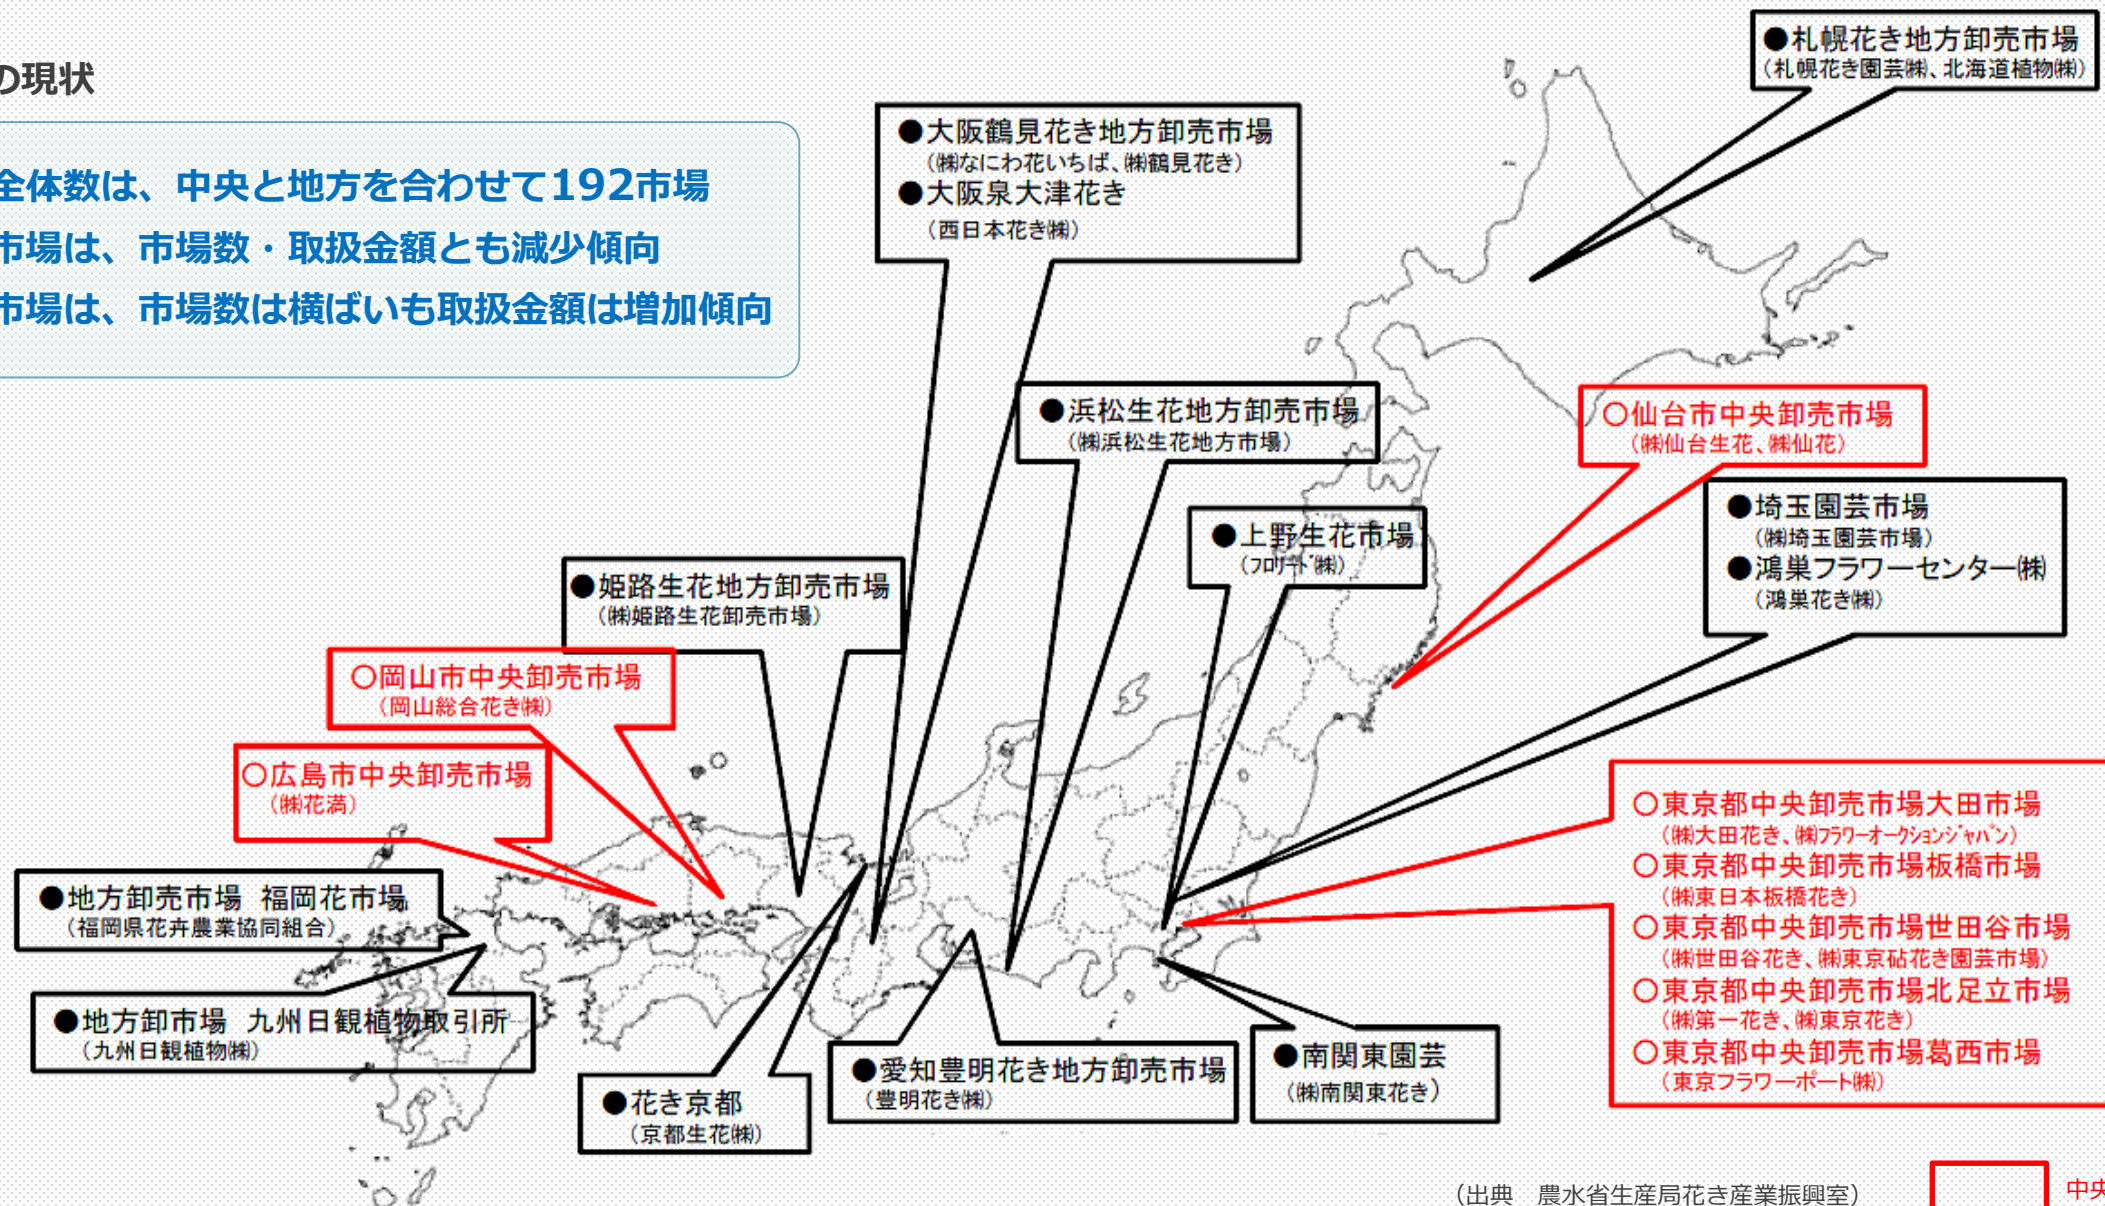 の現状
全体数は、中央と地方を合わせて192市場
市場は、市場数・取扱金額とも減少傾向
市場は、市場数は横ばいも取扱金額は増加傾向
●札幌花き地方卸売市場
(札幌花き園芸㈱、北海道植物㈱)
●大阪鶴見花き地方卸売市場
(㈱なにわ花いちば、㈱鶴見花き)
●大阪泉大津花き
(西日本花き㈱)
●浜松生花地方卸売市場
(㈱浜松生花地方市場)
○仙台市中央卸売市場
(㈱仙台生花、㈱仙花)
●上野生花市場
(ﾌﾛﾘｰﾄﾞ㈱)
●埼玉園芸市場
(㈱埼玉園芸市場)
●鴻巣フラワーセンター㈱
(鴻巣花き㈱)
●姫路生花地方卸売市場
(㈱姫路生花卸売市場)
○岡山市中央卸売市場
(岡山総合花き㈱)
○広島市中央卸売市場
(㈱花満)
○東京都中央卸売市場大田市場
(㈱大田花き、㈱ﾌﾗﾜｰｵｰｸｼｮﾝｼﾞｬﾊﾟﾝ)
○東京都中央卸売市場板橋市場
(㈱東日本板橋花き)
○東京都中央卸売市場世田谷市場
(㈱世田谷花き、㈱東京砧花き園芸市場)
○東京都中央卸売市場北足立市場
(㈱第一花き、㈱東京花き)
○東京都中央卸売市場葛西市場
(東京フラワーポート㈱)
●地方卸売市場 福岡花市場
(福岡県花卉農業協同組合)
●地方卸市場 九州日観植物取引所
(九州日観植物㈱)
●花き京都
(京都生花㈱)
●愛知豊明花き地方卸売市場
(豊明花き㈱)
●南関東園芸
(㈱南関東花き)
(出典 農水省生産局花き産業振興室)
中央